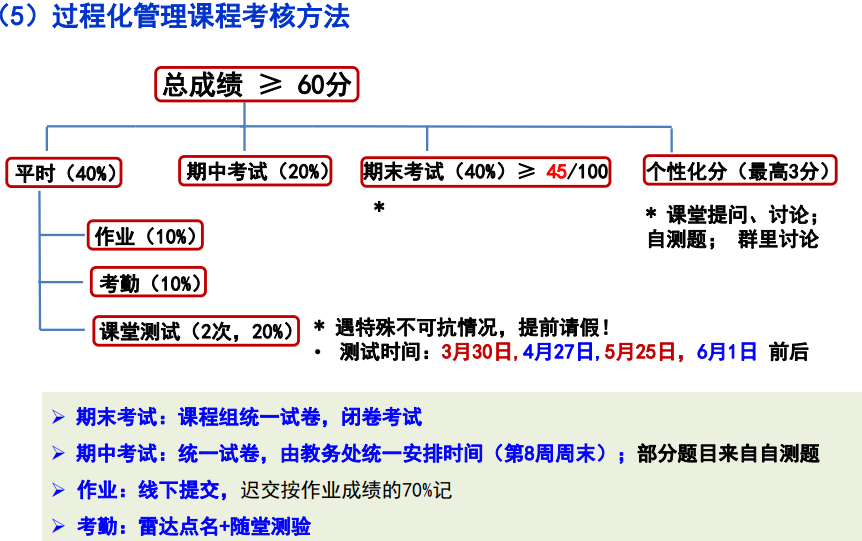 （5）过程化管理课程考核方法
总成绩 ≥ 60分
平时（40%）
期中考试（20%）
期末考试（40%）≥ 45/100
个性化分（最高3分）
*
* 课堂提问、讨论；
自测题； 群里讨论
作业（10%）
考勤（10%）
课堂测试（2次，20%）
* 遇特殊不可抗情况，提前请假！
• 测试时间：3月30日,4月27日,5月25日，6月1日 前后
➢ 期末考试：课程组统一试卷，闭卷考试
➢ 期中考试：统一试卷，由教务处统一安排时间（第8周周末）；部分题目来自自测题
➢ 作业：线下提交，迟交按作业成绩的70%记
➢ 考勤：雷达点名+随堂测验